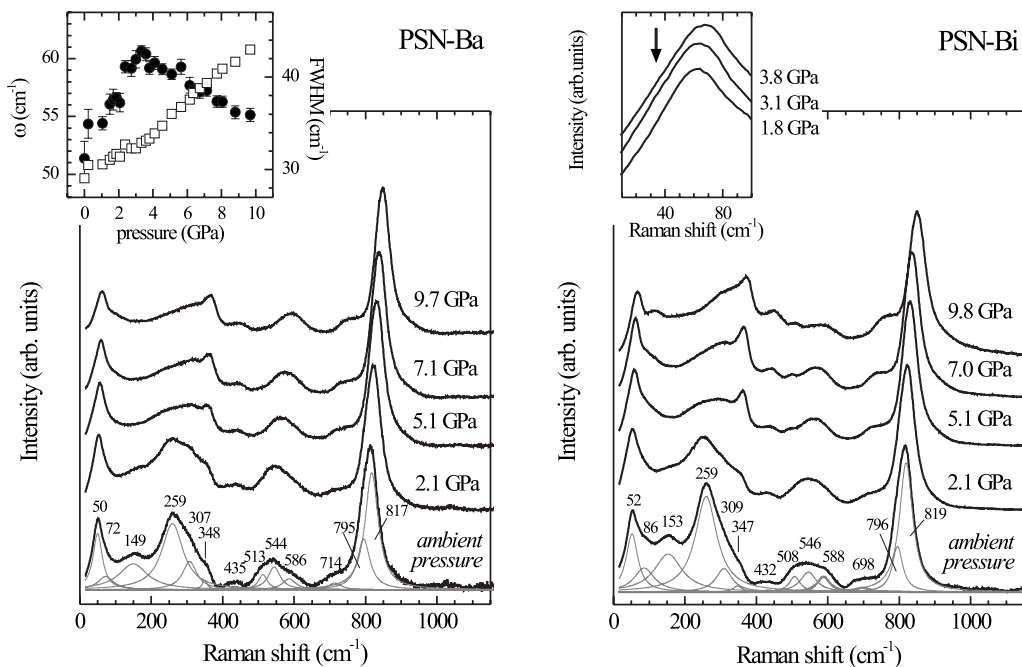 PSN-Ba
60
55
50
ω (cm-1)
40
30
FWHM (cm-1)
0 2 4 6 8 10
pressure (GPa)
9.7 GPa
7.1 GPa
5.1 GPa
2.1 GPa
ambient
pressure
50
72
149
259
307
348
435
513
544
586
714
795
817
Intensity (arb. units)
0 200 400 600 800 1000
Raman shift (cm-1)
PSN-Bi
Intensity (arb.units)
3.8 GPa
3.1 GPa
1.8 GPa
40 80
Raman shift (cm-1)
9.8 GPa
7.0 GPa
5.1 GPa
2.1 GPa
ambient
pressure
52
86
153
259
309
347
432
508
546
588
698
796
819
Intensity (arb. units)
0 200 400 600 800 1000
Raman shift (cm-1)